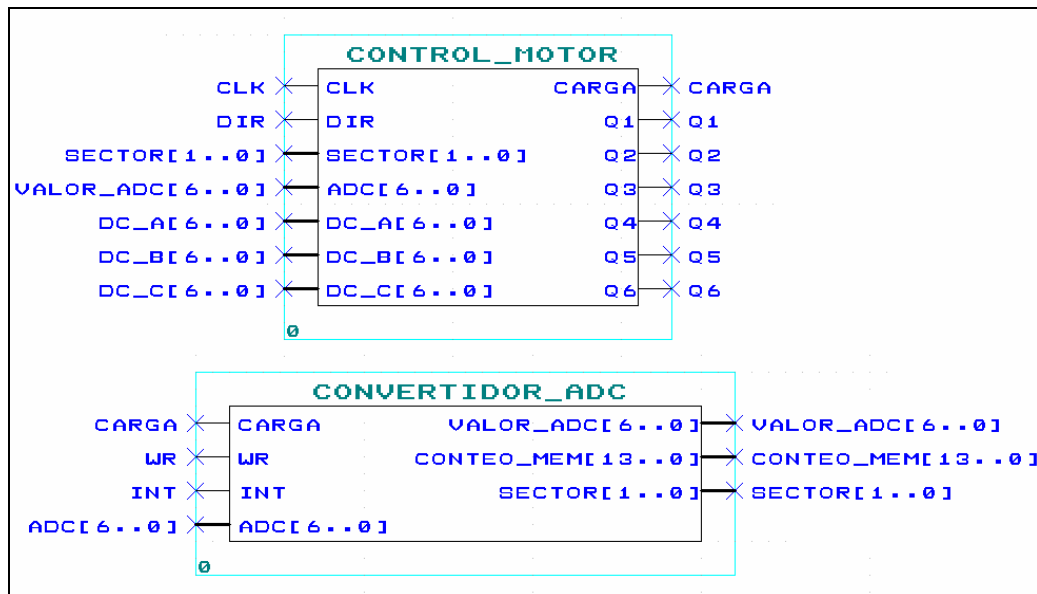 CONTROL_MOTOR
CLK CLK CARGA CARGA
DIR DIR Q1 Q1
SECTOR[1..0] SECTOR[1..0] Q2 Q2
VALOR_ADC[6..0] ADC[6..0] Q3 Q3
DC_A[6..0] DC_A[6..0] Q4 Q4
DC_B[6..0] DC_B[6..0] Q5 Q5
DC_C[6..0] DC_C[6..0] Q6 Q6
0
CONVERTIDOR_ADC
CARGA CARGA VALOR_ADC[6..0] VALOR_ADC[6..0]
WR WR CONTEO_MEM[13..0] CONTEO_MEM[13..0]
INT INT SECTOR[1..0] SECTOR[1..0]
ADC[6..0] ADC[6..0]
0